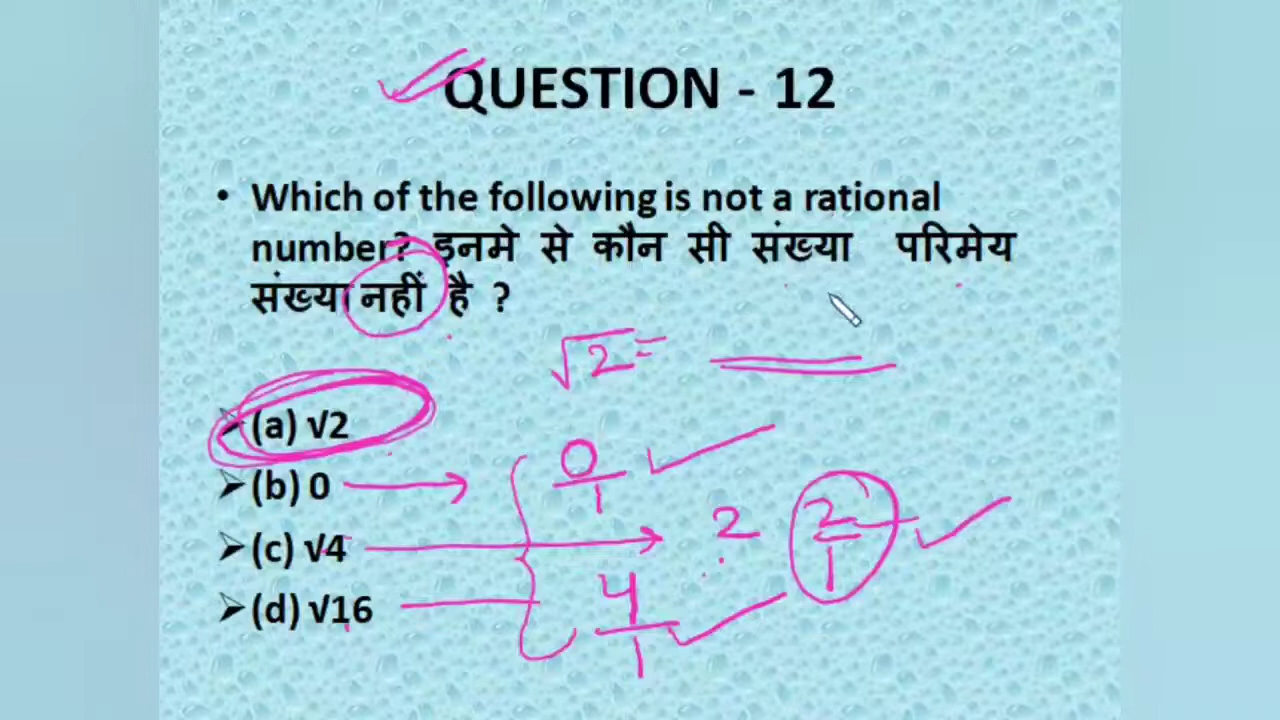 QUESTION - 12
• Which of the following is not a rational
number? इनमे से कौन सी संख्या परिमेय
संख्या नहीं है ?
√2 =
(a) √2
(b) 0
0/1
(c) √4
2 2/1
(d) √16
4/1